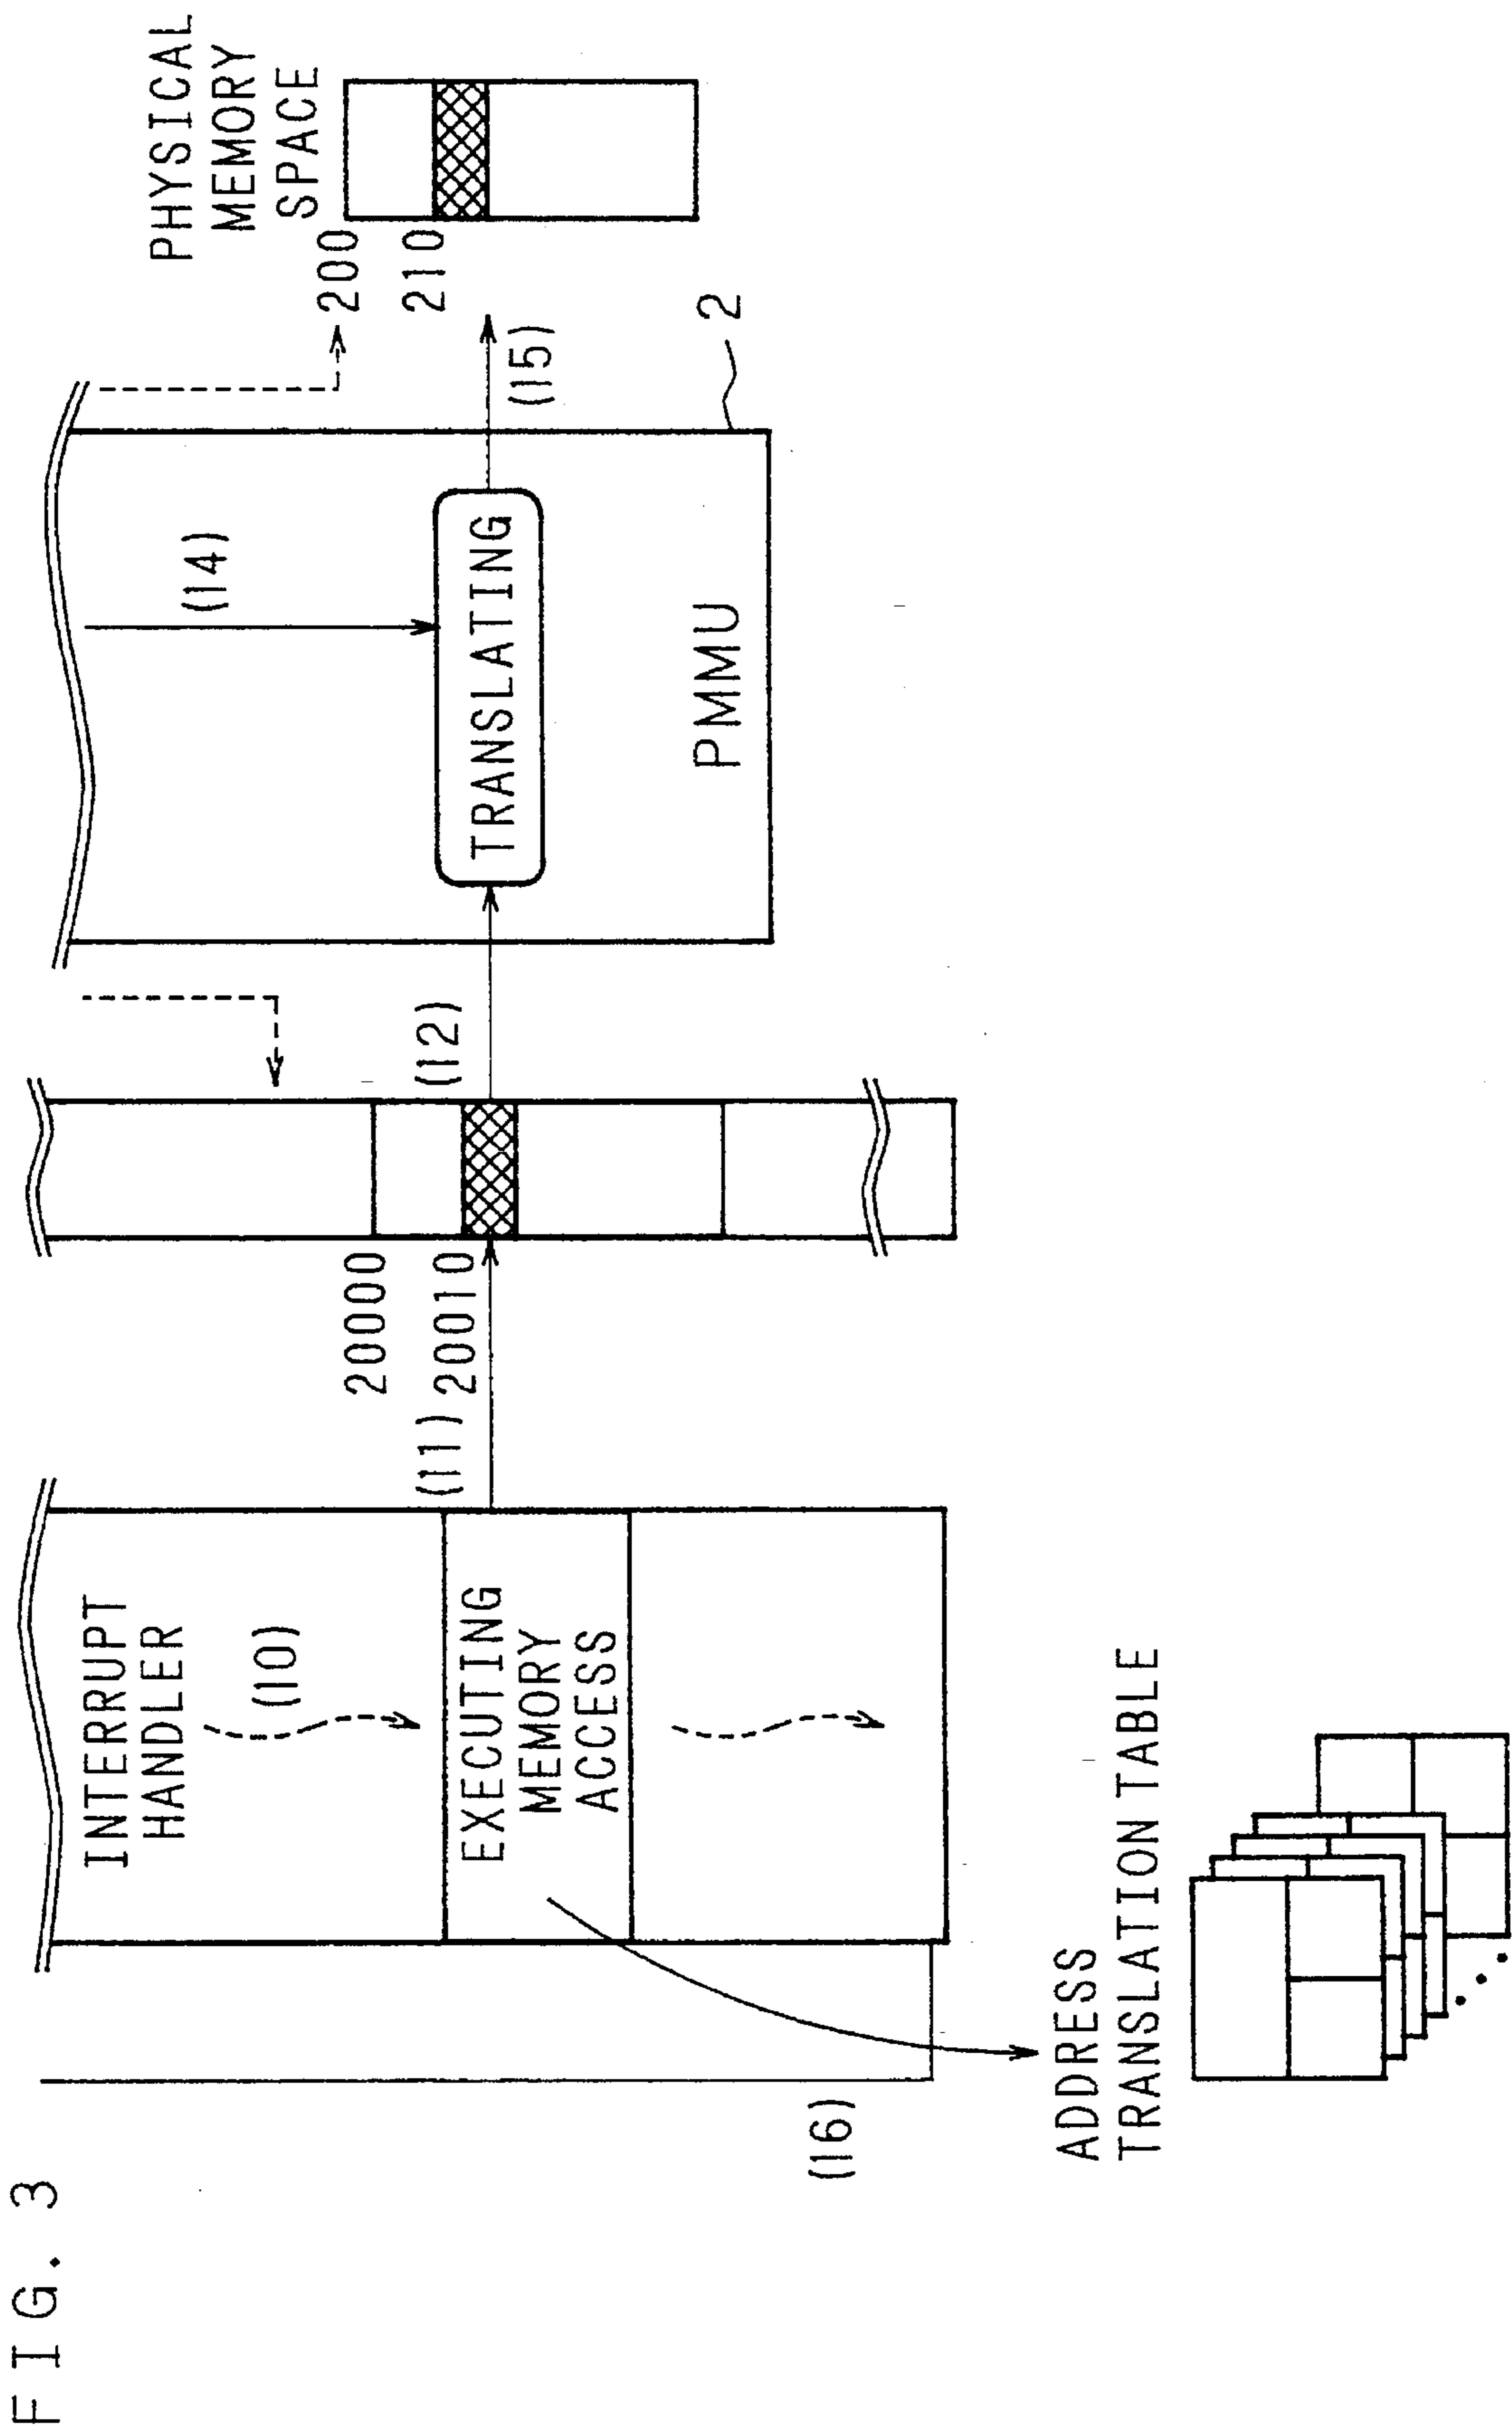 FIG. 3
INTERRUPT
HANDLER
(10)
EXECUTING
MEMORY
ACCESS
(11)
20000
20010
(12)
(14)
TRANSLATING
(15)
PMMU
2
PHYSICAL
MEMORY
SPACE
200
210
(16)
ADDRESS
TRANSLATION TABLE